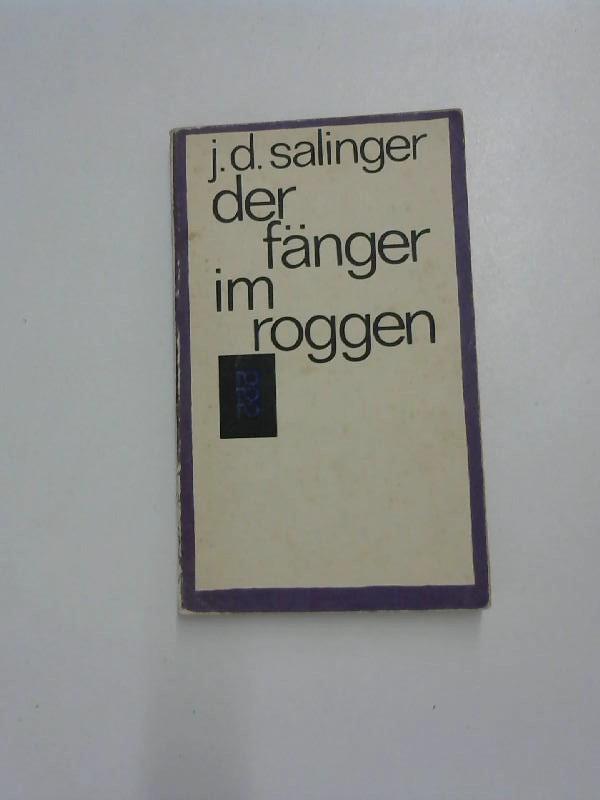 j.d. salinger
der
fänger
im
roggen